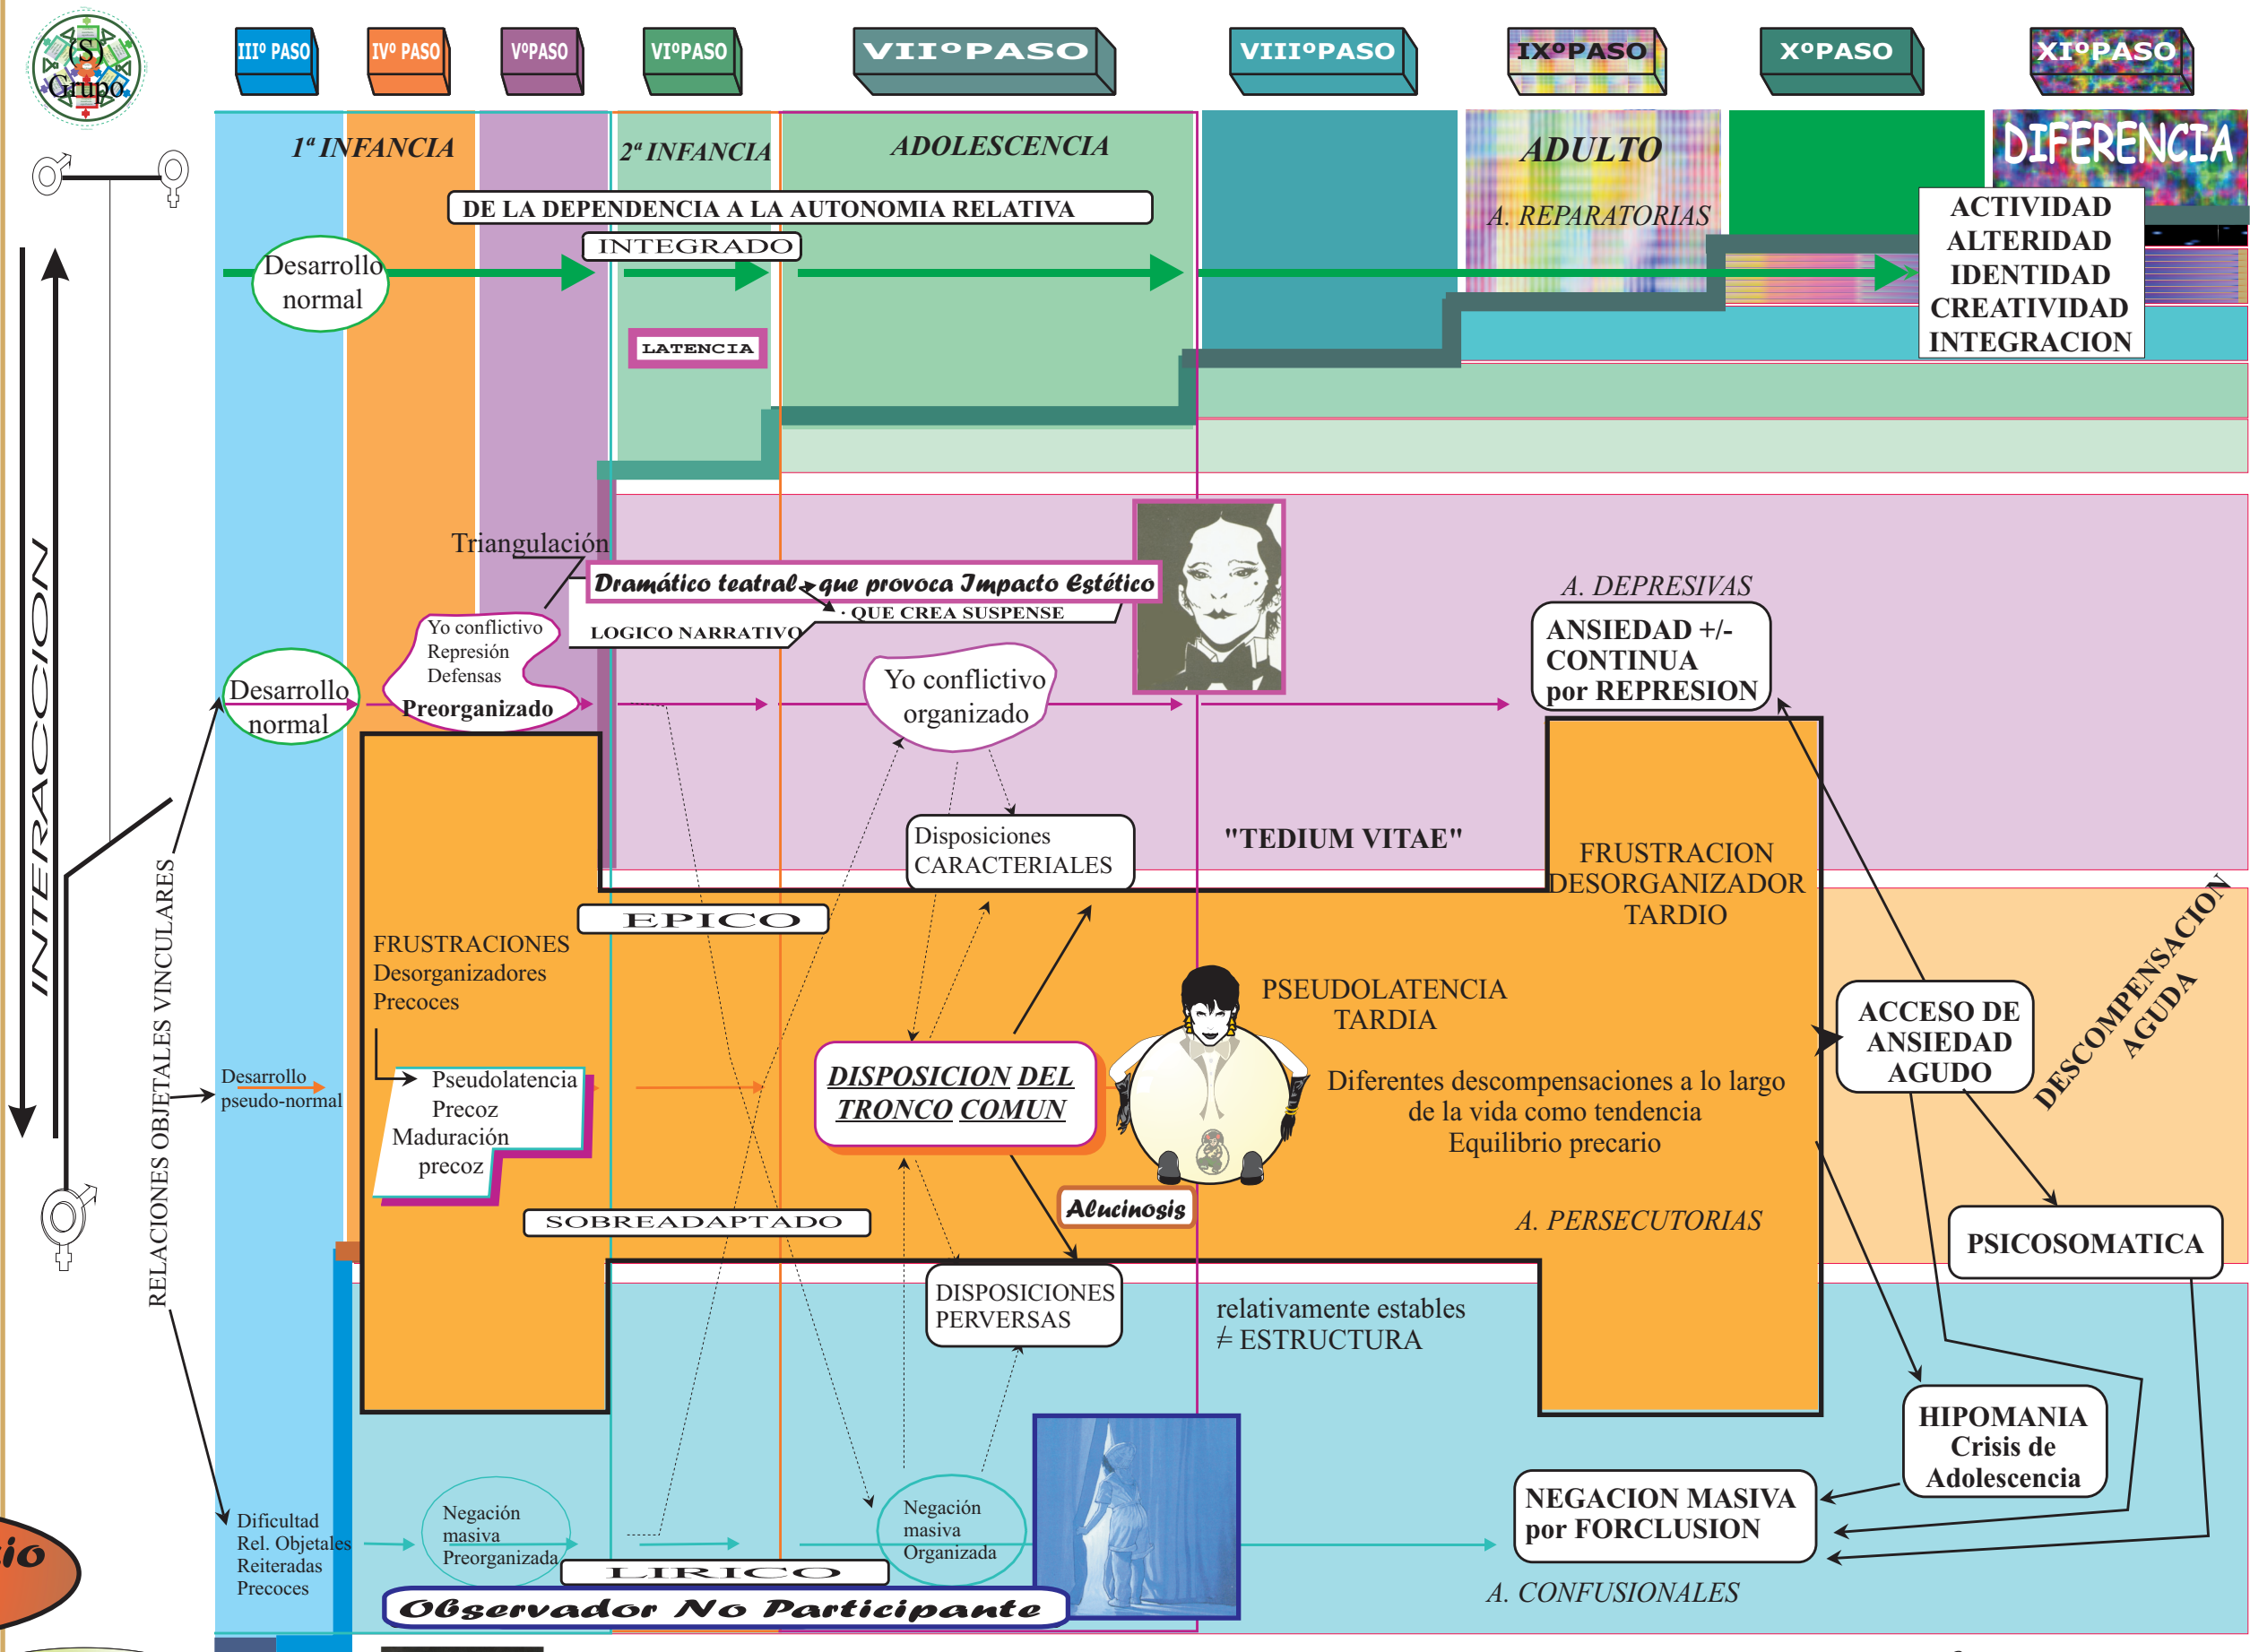 (S)
Grupo
IIIº PASO
IVº PASO
VºPASO
VIºPASO
VIIºPASO
VIIIºPASO
IXºPASO
XºPASO
XIºPASO
1ª INFANCIA
2ª INFANCIA
ADOLESCENCIA
ADULTO
DIFERENCIA
DE LA DEPENDENCIA A LA AUTONOMIA RELATIVA
A. REPARATORIAS
INTEGRADO
Desarrollo
normal
ACTIVIDAD
ALTERIDAD
IDENTIDAD
CREATIVIDAD
INTEGRACION
LATENCIA
INTERACCION
Triangulación
Dramático teatral que provoca Impacto Estético
· QUE CREA SUSPENSE
LOGICO NARRATIVO
A. DEPRESIVAS
ANSIEDAD +/-
CONTINUA
por REPRESION
Yo conflictivo
Represión
Defensas
Preorganizado
Desarrollo
normal
Yo conflictivo
organizado
Disposiciones
CARACTERIALES
"TEDIUM VITAE"
FRUSTRACION
DESORGANIZADOR
TARDIO
RELACIONES OBJETALES VINCULARES
EPICO
FRUSTRACIONES
Desorganizadores
Precoces
PSEUDOLATENCIA
TARDIA
ACCESO DE
ANSIEDAD
AGUDO
DESCOMPENSACION
AGUDA
Desarrollo
pseudo-normal
Pseudolatencia
Precoz
Maduración
precoz
DISPOSICION DEL
TRONCO COMUN
Diferentes descompensaciones a lo largo
de la vida como tendencia
Equilibrio precario
Alucinosis
SOBREADAPTADO
A. PERSECUTORIAS
PSICOSOMATICA
DISPOSICIONES
PERVERSAS
relativamente estables
≠ ESTRUCTURA
HIPOMANIA
Crisis de
Adolescencia
Dificultad
Rel. Objetales
Reiteradas
Precoces
Negación
masiva
Preorganizada
Negación
masiva
Organizada
NEGACION MASIVA
por FORCLUSION
LIRICO
Observador No Participante
A. CONFUSIONALES